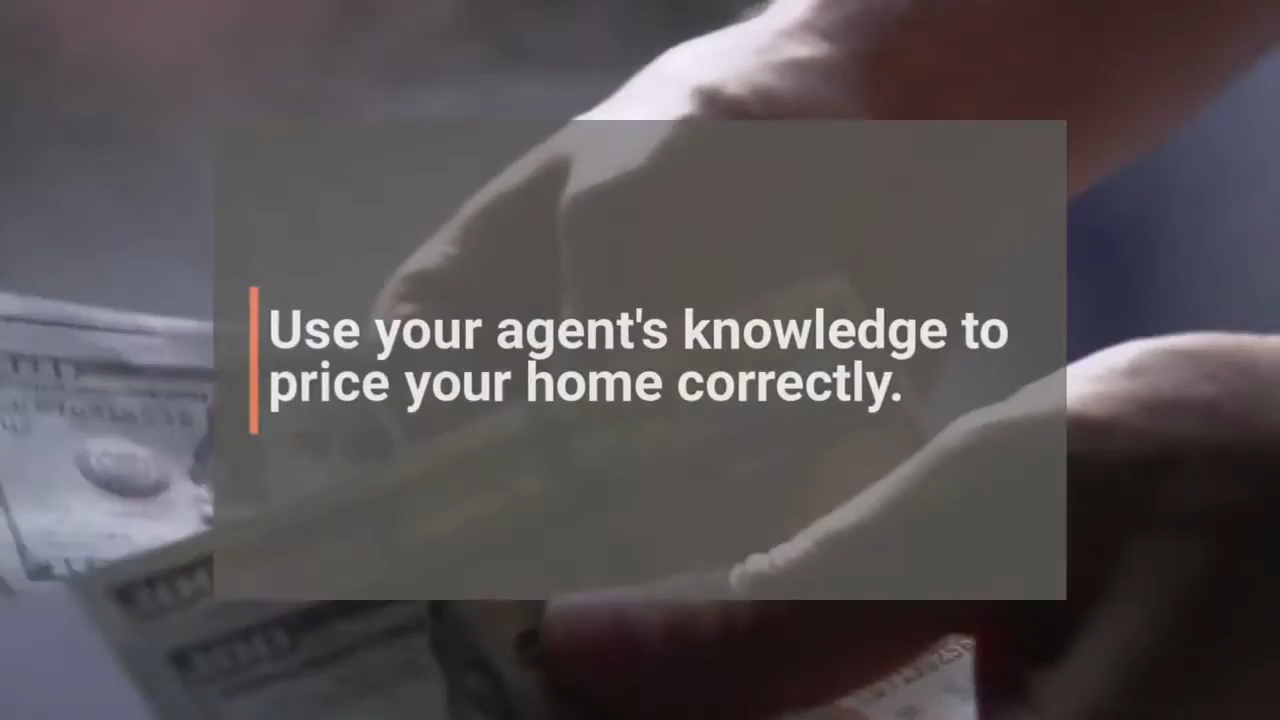 Use your agent's knowledge to
price your home correctly.